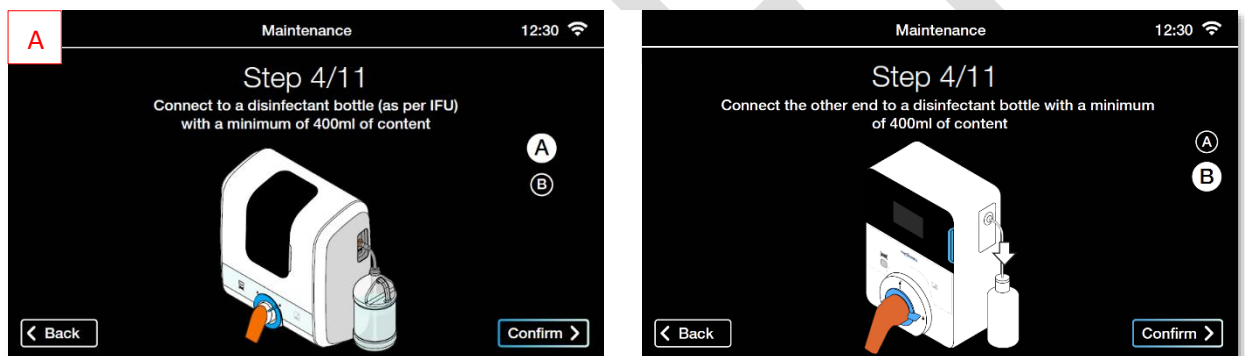 A
Maintenance 12:30
Step 4/11
Connect to a disinfectant bottle (as per IFU)
with a minimum of 400ml of content
A
B
Back Confirm
Maintenance 12:30
Step 4/11
Connect the other end to a disinfectant bottle with a minimum
of 400ml of content
A
B
Back Confirm